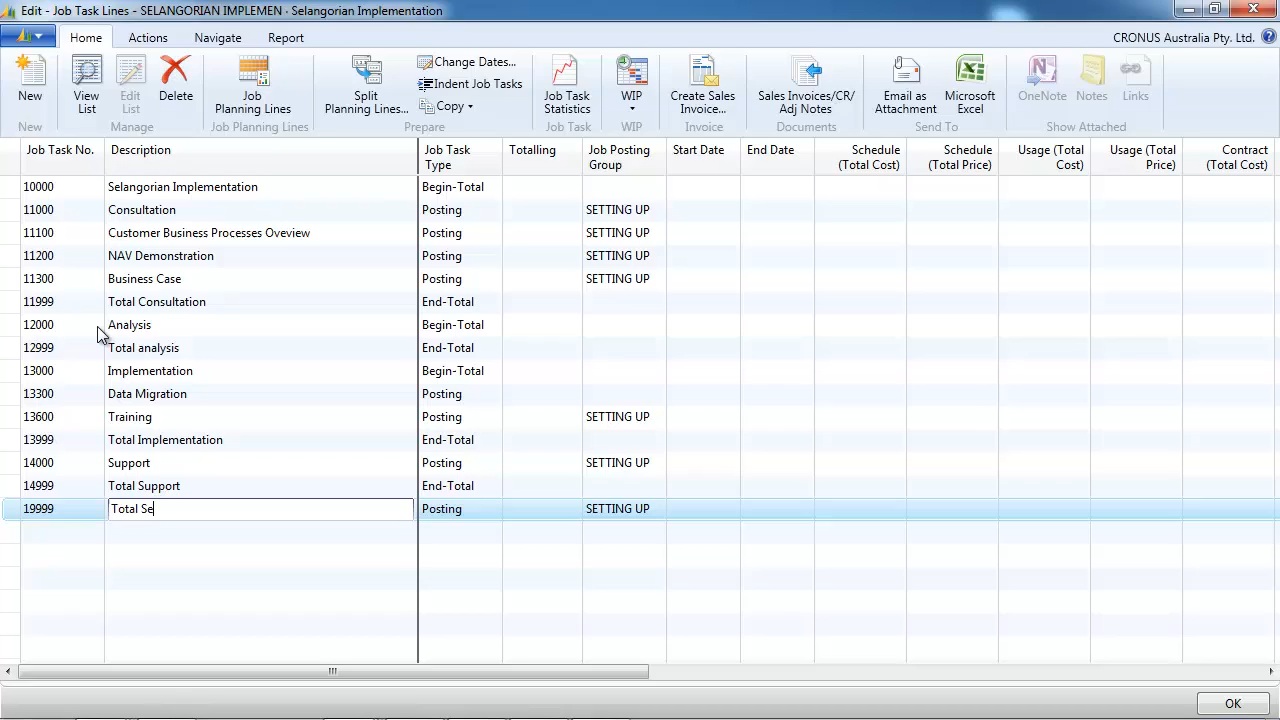 Edit - Job Task Lines - SELANGORIAN IMPLEMEN · Selangorian Implementation
Home Actions Navigate Report CRONUS Australia Pty. Ltd.
New View List Edit List Delete Job Planning Lines Split Planning Lines... Change Dates... Indent Job Tasks Copy Job Task Statistics WIP Create Sales Invoice... Sales Invoices/CR/Adj Notes Email as Attachment Microsoft Excel OneNote Notes Links
New Manage Job Planning Lines Prepare Job Task WIP Invoice Documents Send To Show Attached
Job Task No. Description Job Task Type Totalling Job Posting Group Start Date End Date Schedule (Total Cost) Schedule (Total Price) Usage (Total Cost) Usage (Total Price) Contract (Total Cost)
10000 Selangorian Implementation Begin-Total
11000 Consultation Posting SETTING UP
11100 Customer Business Processes Oveview Posting SETTING UP
11200 NAV Demonstration Posting SETTING UP
11300 Business Case Posting SETTING UP
11999 Total Consultation End-Total
12000 Analysis Begin-Total
12999 Total analysis End-Total
13000 Implementation Begin-Total
13300 Data Migration Posting
13600 Training Posting SETTING UP
13999 Total Implementation End-Total
14000 Support Posting SETTING UP
14999 Total Support End-Total
19999 Total Se Posting SETTING UP
OK